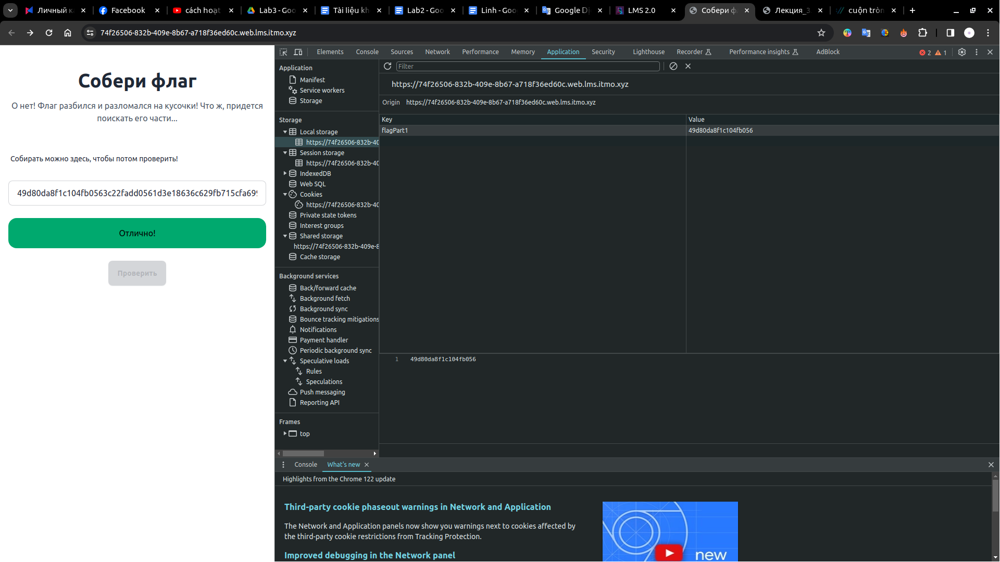 Личный к
Facebook
cách hoạt
Lab3 - Goo
Tài liệu kh
Lab2 - Goo
Linh - Goo
Google Dị
LMS 2.0
Собери ф
Лекция_3
cuộn tròn
74f26506-832b-409e-8b67-a718f36ed60c.web.lms.itmo.xyz
Собери флаг
О нет! Флаг разбился и разломался на кусочки! Что ж, придется
поискать его части...
Собирать можно здесь, чтобы потом проверить!
49d80da8f1c104fb0563c22fadd0561d3e18636c629fb715cfa699
Отлично!
Проверить
Elements Console Sources Network Performance Memory Application Security Lighthouse Recorder Performance insights AdBlock 2 1
Application
Manifest
Service workers
Storage
Storage
Local storage
https://74f26506-832b-40
Session storage
https://74f26506-832b-40
IndexedDB
Web SQL
Cookies
https://74f26506-832b-40
Private state tokens
Interest groups
Shared storage
https://74f26506-832b-409e-8
Cache storage
Background services
Back/forward cache
Background fetch
Background sync
Bounce tracking mitigations
Notifications
Payment handler
Periodic background sync
Speculative loads
Rules
Speculations
Push messaging
Reporting API
Frames
top
Filter
https://74f26506-832b-409e-8b67-a718f36ed60c.web.lms.itmo.xyz
Origin https://74f26506-832b-409e-8b67-a718f36ed60c.web.lms.itmo.xyz
Key Value
flagPart1 49d80da8f1c104fb056
1 49d80da8f1c104fb056
Console What's new
Highlights from the Chrome 122 update
Third-party cookie phaseout warnings in Network and Application
The Network and Application panels now show you warnings next to cookies affected by
the third-party cookie restrictions from Tracking Protection.
Improved debugging in the Network panel
new